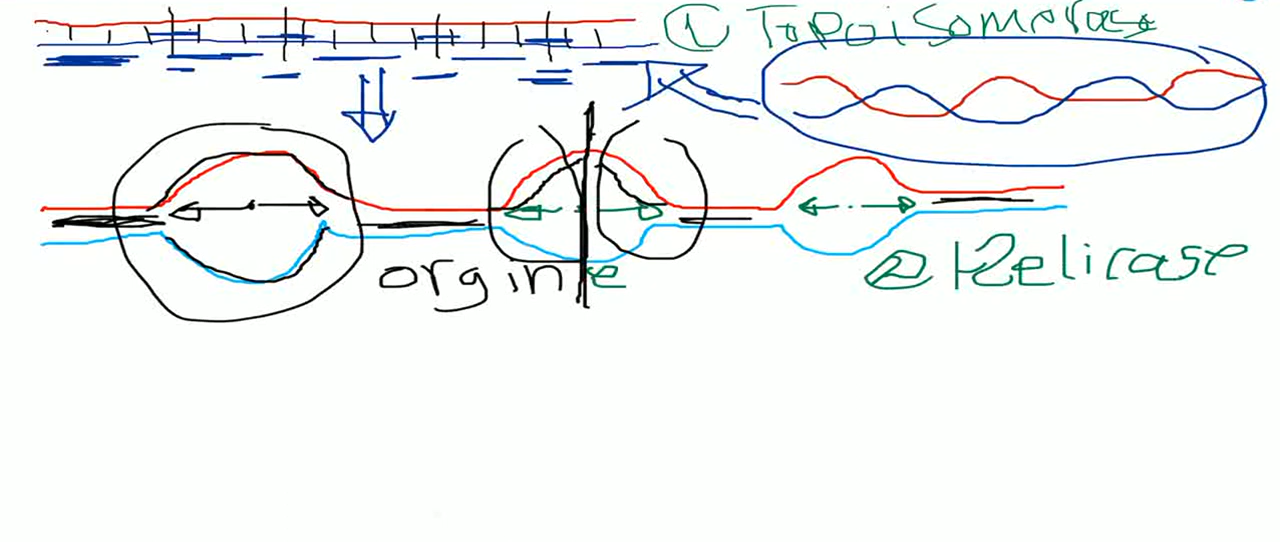 ① Topoisomerase
orgin e
② Helicase